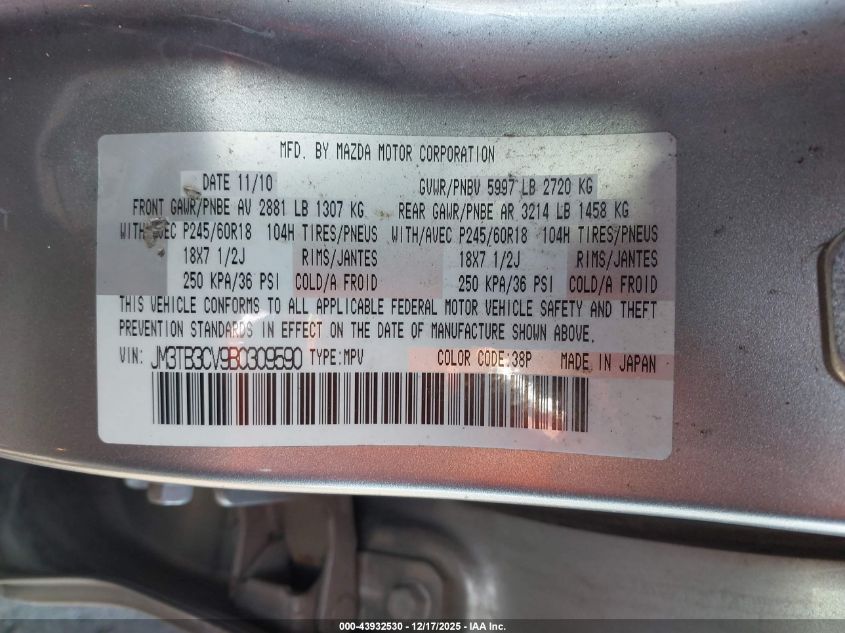 MFD. BY MAZDA MOTOR CORPORATION
DATE 11/10 GVWR/PNBV 5997 LB 2720 KG
FRONT GAWR/PNBE AV 2881 LB 1307 KG REAR GAWR/PNBE AR 3214 LB 1458 KG
WITH/AVEC P245/60R18 104H TIRES/PNEUS WITH/AVEC P245/60R18 104H TIRES/PNEUS
18X7 1/2J RIMS/JANTES 18X7 1/2J RIMS/JANTES
250 KPA/36 PSI COLD/A FROID 250 KPA/36 PSI COLD/A FROID
THIS VEHICLE CONFORMS TO ALL APPLICABLE FEDERAL MOTOR VEHICLE SAFETY AND THEFT
PREVENTION STANDARDS IN EFFECT ON THE DATE OF MANUFACTURE SHOWN ABOVE.
VIN: JM3TB3CV9B0309590 TYPE:MPV COLOR CODE:38P MADE IN JAPAN
000-43932530 - 12/17/2025 - IAA Inc.